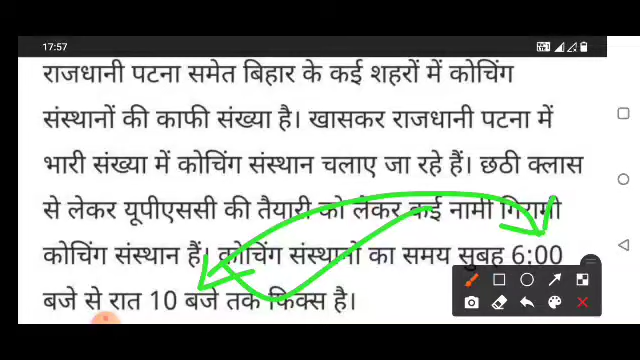 17:57
राजधानी पटना समेत बिहार के कई शहरों में कोचिंग
संस्थानों की काफी संख्या है। खासकर राजधानी पटना में
भारी संख्या में कोचिंग संस्थान चलाए जा रहे हैं। छठी क्लास
से लेकर यूपीएससी की तैयारी को लेकर कई नामी गिरामी
कोचिंग संस्थान हैं। कोचिंग संस्थानों का समय सुबह 6:00
बजे से रात 10 बजे तक फिक्स है।